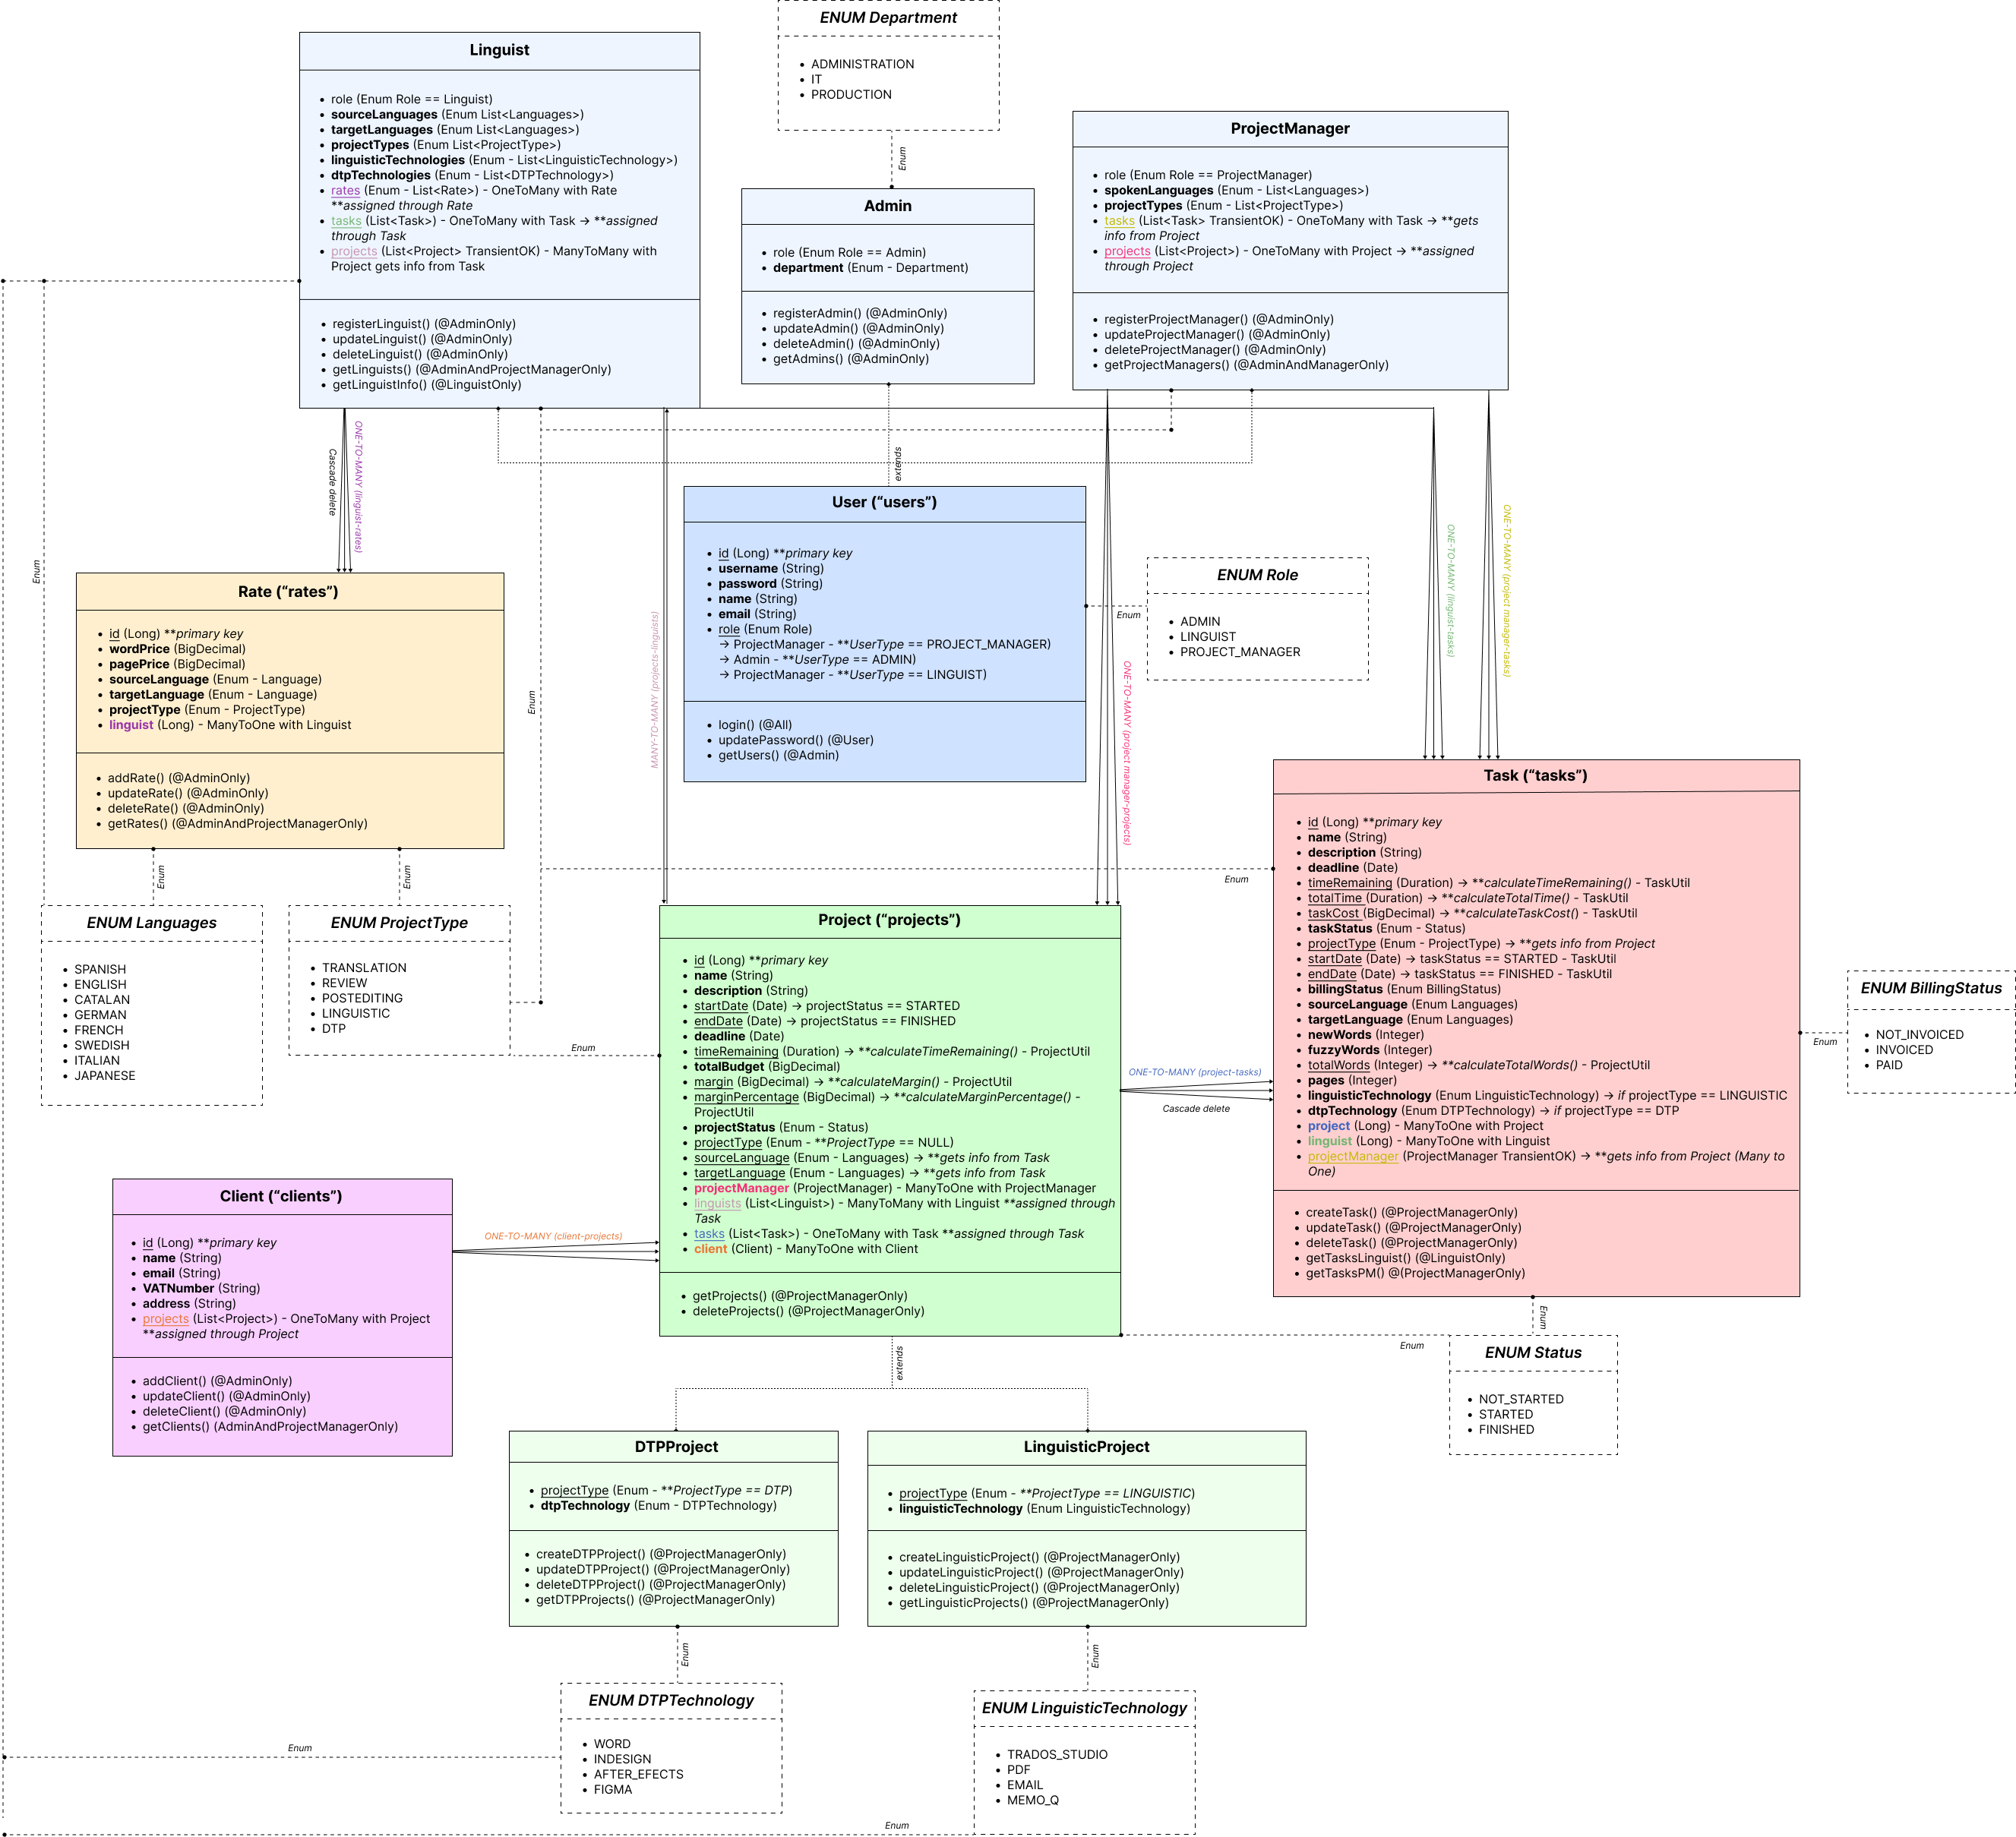 ENUM Department
• ADMINISTRATION
• IT
• PRODUCTION
Enum
Linguist
• role (Enum Role == Linguist)
• sourceLanguages (Enum List<Languages>)
• targetLanguages (Enum List<Languages>)
• projectTypes (Enum List<ProjectType>)
• linguisticTechnologies (Enum - List<LinguisticTechnology>)
• dtpTechnologies (Enum - List<DTPTechnology>)
• rates (Enum - List<Rate>) - OneToMany with Rate
**assigned through Rate
• tasks (List<Task>) - OneToMany with Task → **assigned
through Task
• projects (List<Project> TransientOK) - ManyToMany with
Project gets info from Task
• registerLinguist() (@AdminOnly)
• updateLinguist() (@AdminOnly)
• deleteLinguist() (@AdminOnly)
• getLinguists() (@AdminAndProjectManagerOnly)
• getLinguistInfo() (@LinguistOnly)
Admin
• role (Enum Role == Admin)
• department (Enum - Department)
• registerAdmin() (@AdminOnly)
• updateAdmin() (@AdminOnly)
• deleteAdmin() (@AdminOnly)
• getAdmins() (@AdminOnly)
ProjectManager
• role (Enum Role == ProjectManager)
• spokenLanguages (Enum - List<Languages>)
• projectTypes (Enum - List<ProjectType>)
• tasks (List<Task> TransientOK) - OneToMany with Task → **gets
info from Project
• projects (List<Project>) - OneToMany with Project → **assigned
through Project
• registerProjectManager() (@AdminOnly)
• updateProjectManager() (@AdminOnly)
• deleteProjectManager() (@AdminOnly)
• getProjectManagers() (@AdminAndManagerOnly)
Cascade delete
ONE-TO-MANY (linguist-rates)
extends
Enum
Enum
MANY-TO-MANY (projects-linguists)
ONE-TO-MANY (project manager-projects)
ONE-TO-MANY (linguist-tasks)
ONE-TO-MANY (project manager-tasks)
User (“users”)
• id (Long) **primary key
• username (String)
• password (String)
• name (String)
• email (String)
• role (Enum Role)
→ ProjectManager - **UserType == PROJECT_MANAGER)
→ Admin - **UserType == ADMIN)
→ ProjectManager - **UserType == LINGUIST)
• login() (@All)
• updatePassword() (@User)
• getUsers() (@Admin)
Enum
ENUM Role
• ADMIN
• LINGUIST
• PROJECT_MANAGER
Rate (“rates”)
• id (Long) **primary key
• wordPrice (BigDecimal)
• pagePrice (BigDecimal)
• sourceLanguage (Enum - Language)
• targetLanguage (Enum - Language)
• projectType (Enum - ProjectType)
• linguist (Long) - ManyToOne with Linguist
• addRate() (@AdminOnly)
• updateRate() (@AdminOnly)
• deleteRate() (@AdminOnly)
• getRates() (@AdminAndProjectManagerOnly)
Enum
Enum
Enum
ENUM Languages
• SPANISH
• ENGLISH
• CATALAN
• GERMAN
• FRENCH
• SWEDISH
• ITALIAN
• JAPANESE
ENUM ProjectType
• TRANSLATION
• REVIEW
• POSTEDITING
• LINGUISTIC
• DTP
Enum
Project (“projects”)
• id (Long) **primary key
• name (String)
• description (String)
• startDate (Date) → projectStatus == STARTED
• endDate (Date) → projectStatus == FINISHED
• deadline (Date)
• timeRemaining (Duration) → **calculateTimeRemaining() - ProjectUtil
• totalBudget (BigDecimal)
• margin (BigDecimal) → **calculateMargin() - ProjectUtil
• marginPercentage (BigDecimal) → **calculateMarginPercentage() -
ProjectUtil
• projectStatus (Enum - Status)
• projectType (Enum - **ProjectType == NULL)
• sourceLanguage (Enum - Languages) → **gets info from Task
• targetLanguage (Enum - Languages) → **gets info from Task
• projectManager (ProjectManager) - ManyToOne with ProjectManager
• linguists (List<Linguist>) - ManyToMany with Linguist **assigned through
Task
• tasks (List<Task>) - OneToMany with Task **assigned through Task
• client (Client) - ManyToOne with Client
• getProjects() (@ProjectManagerOnly)
• deleteProjects() (@ProjectManagerOnly)
ONE-TO-MANY (project-tasks)
Cascade delete
Task (“tasks”)
• id (Long) **primary key
• name (String)
• description (String)
• deadline (Date)
• timeRemaining (Duration) → **calculateTimeRemaining() - TaskUtil
• totalTime (Duration) → **calculateTotalTime() - TaskUtil
• taskCost (BigDecimal) → **calculateTaskCost() - TaskUtil
• taskStatus (Enum - Status)
• projectType (Enum - ProjectType) → **gets info from Project
• startDate (Date) → taskStatus == STARTED - TaskUtil
• endDate (Date) → taskStatus == FINISHED - TaskUtil
• billingStatus (Enum BillingStatus)
• sourceLanguage (Enum Languages)
• targetLanguage (Enum Languages)
• newWords (Integer)
• fuzzyWords (Integer)
• totalWords (Integer) → **calculateTotalWords() - ProjectUtil
• pages (Integer)
• linguisticTechnology (Enum LinguisticTechnology) → if projectType == LINGUISTIC
• dtpTechnology (Enum DTPTechnology) → if projectType == DTP
• project (Long) - ManyToOne with Project
• linguist (Long) - ManyToOne with Linguist
• projectManager (ProjectManager TransientOK) → **gets info from Project (Many to
One)
• createTask() (@ProjectManagerOnly)
• updateTask() (@ProjectManagerOnly)
• deleteTask() (@ProjectManagerOnly)
• getTasksLinguist() (@LinguistOnly)
• getTasksPM() @(ProjectManagerOnly)
Enum
ENUM BillingStatus
• NOT_INVOICED
• INVOICED
• PAID
Client (“clients”)
• id (Long) **primary key
• name (String)
• email (String)
• VATNumber (String)
• address (String)
• projects (List<Project>) - OneToMany with Project
**assigned through Project
• addClient() (@AdminOnly)
• updateClient() (@AdminOnly)
• deleteClient() (@AdminOnly)
• getClients() (AdminAndProjectManagerOnly)
ONE-TO-MANY (client-projects)
extends
Enum
Enum
ENUM Status
• NOT_STARTED
• STARTED
• FINISHED
DTPProject
• projectType (Enum - **ProjectType == DTP)
• dtpTechnology (Enum - DTPTechnology)
• createDTPProject() (@ProjectManagerOnly)
• updateDTPProject() (@ProjectManagerOnly)
• deleteDTPProject() (@ProjectManagerOnly)
• getDTPProjects() (@ProjectManagerOnly)
LinguisticProject
• projectType (Enum - **ProjectType == LINGUISTIC)
• linguisticTechnology (Enum LinguisticTechnology)
• createLinguisticProject() (@ProjectManagerOnly)
• updateLinguisticProject() (@ProjectManagerOnly)
• deleteLinguisticProject() (@ProjectManagerOnly)
• getLinguisticProjects() (@ProjectManagerOnly)
Enum
Enum
ENUM DTPTechnology
• WORD
• INDESIGN
• AFTER_EFECTS
• FIGMA
Enum
ENUM LinguisticTechnology
• TRADOS_STUDIO
• PDF
• EMAIL
• MEMO_Q
Enum